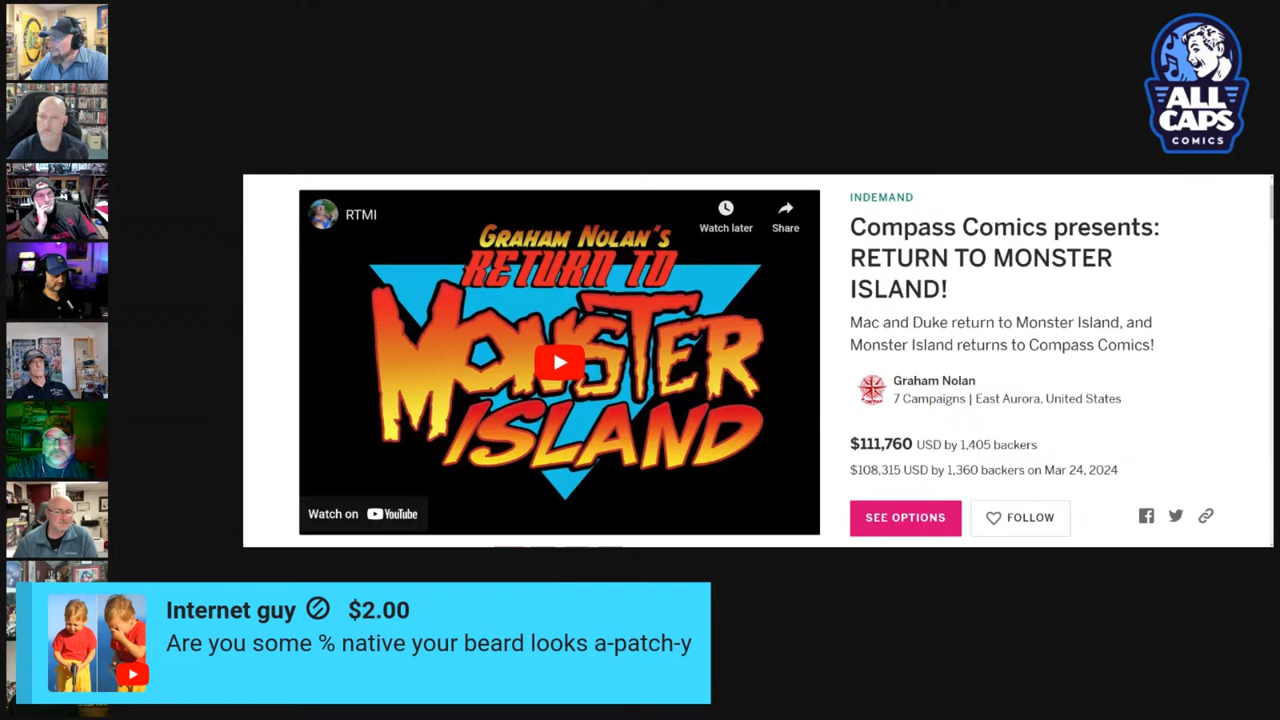 ALL
CAPS
COMICS
RTMI
Watch later
Share
GRAHAM NOLAN'S
RETURN TO
MONSTER
ISLAND
Watch on YouTube
INDEMAND
Compass Comics presents:
RETURN TO MONSTER
ISLAND!
Mac and Duke return to Monster Island, and
Monster Island returns to Compass Comics!
Graham Nolan
7 Campaigns | East Aurora, United States
$111,760 USD by 1,405 backers
$108,315 USD by 1,360 backers on Mar 24, 2024
SEE OPTIONS
FOLLOW
Internet guy $2.00
Are you some % native your beard looks a-patch-y